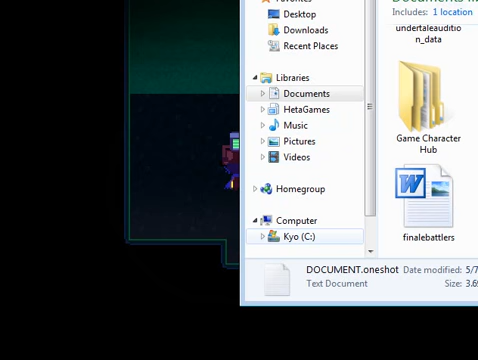 Desktop
Downloads
Recent Places
Libraries
Documents
HetaGames
Music
Pictures
Videos
Homegroup
Computer
Kyo (C:)
Includes: 1 location
undertaleauditio
n_data
Game Character
Hub
finalebattlers
DOCUMENT.oneshot Date modified: 5/7
Text Document Size: 3.6